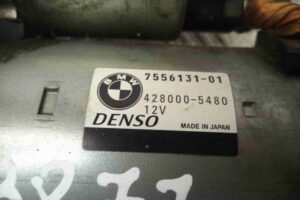 BMW
7556131-01
428000-5480
12V
DENSO
MADE IN JAPAN